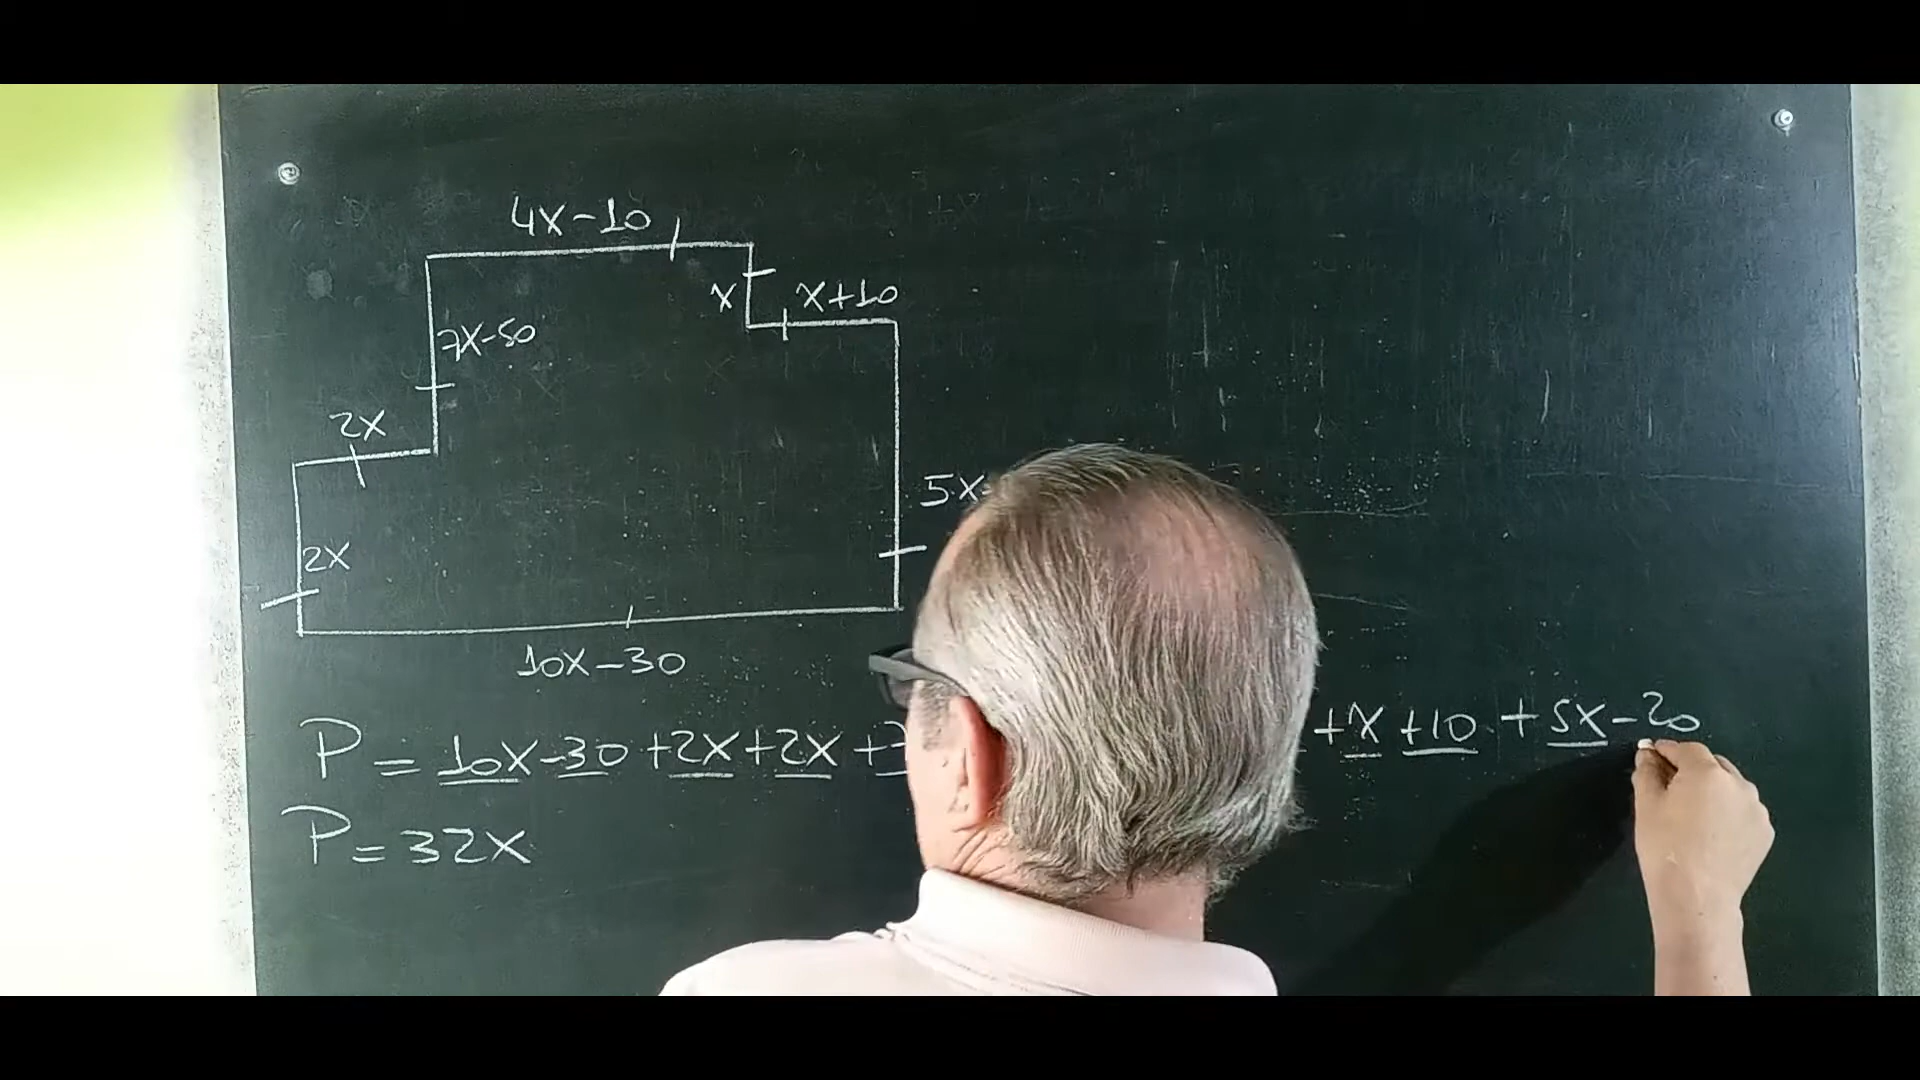 4X-10
X
X+10
7X-50
2X
5X-
2X
10X-30
P=10X-30+2X+2X+ +X+10+5X-20
P=32X